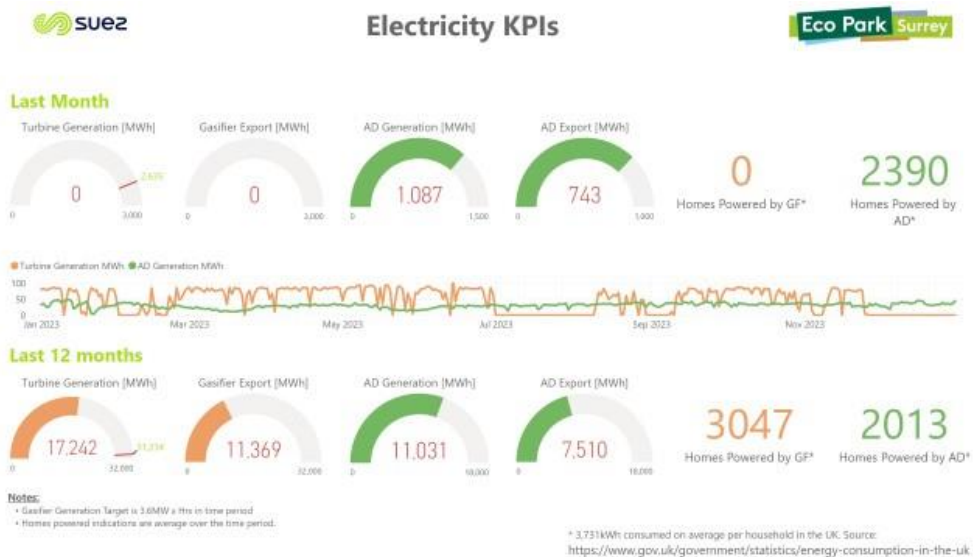 suez
Electricity KPIs
Eco Park Surrey
Last Month
Turbine Generation [MWh]
Gasifier Export [MWh]
AD Generation [MWh]
AD Export [MWh]
0
0 3,000
0
0 3,000
1.087
0 1,500
743
0 1,000
0
Homes Powered by GF*
2390
Homes Powered by
AD*
Turbine Generation MWh AD Generation MWh
100
50
0
Jan 2023 Mar 2023 May 2023 Jul 2023 Sep 2023 Nov 2023
Last 12 months
Turbine Generation [MWh]
Gasifier Export [MWh]
AD Generation [MWh]
AD Export [MWh]
17,242
0 32,000
11.369
0 32,000
11,031
0 18,000
7,510
0 18,000
3047
Homes Powered by GF*
2013
Homes Powered by AD*
Notes:
• Gasifier Generation Target is 3.6MW x Hrs in time period
• Homes powered indications are average over the time period.
* 3,731kWh consumed on average per household in the UK. Source:
https://www.gov.uk/government/statistics/energy-consumption-in-the-uk